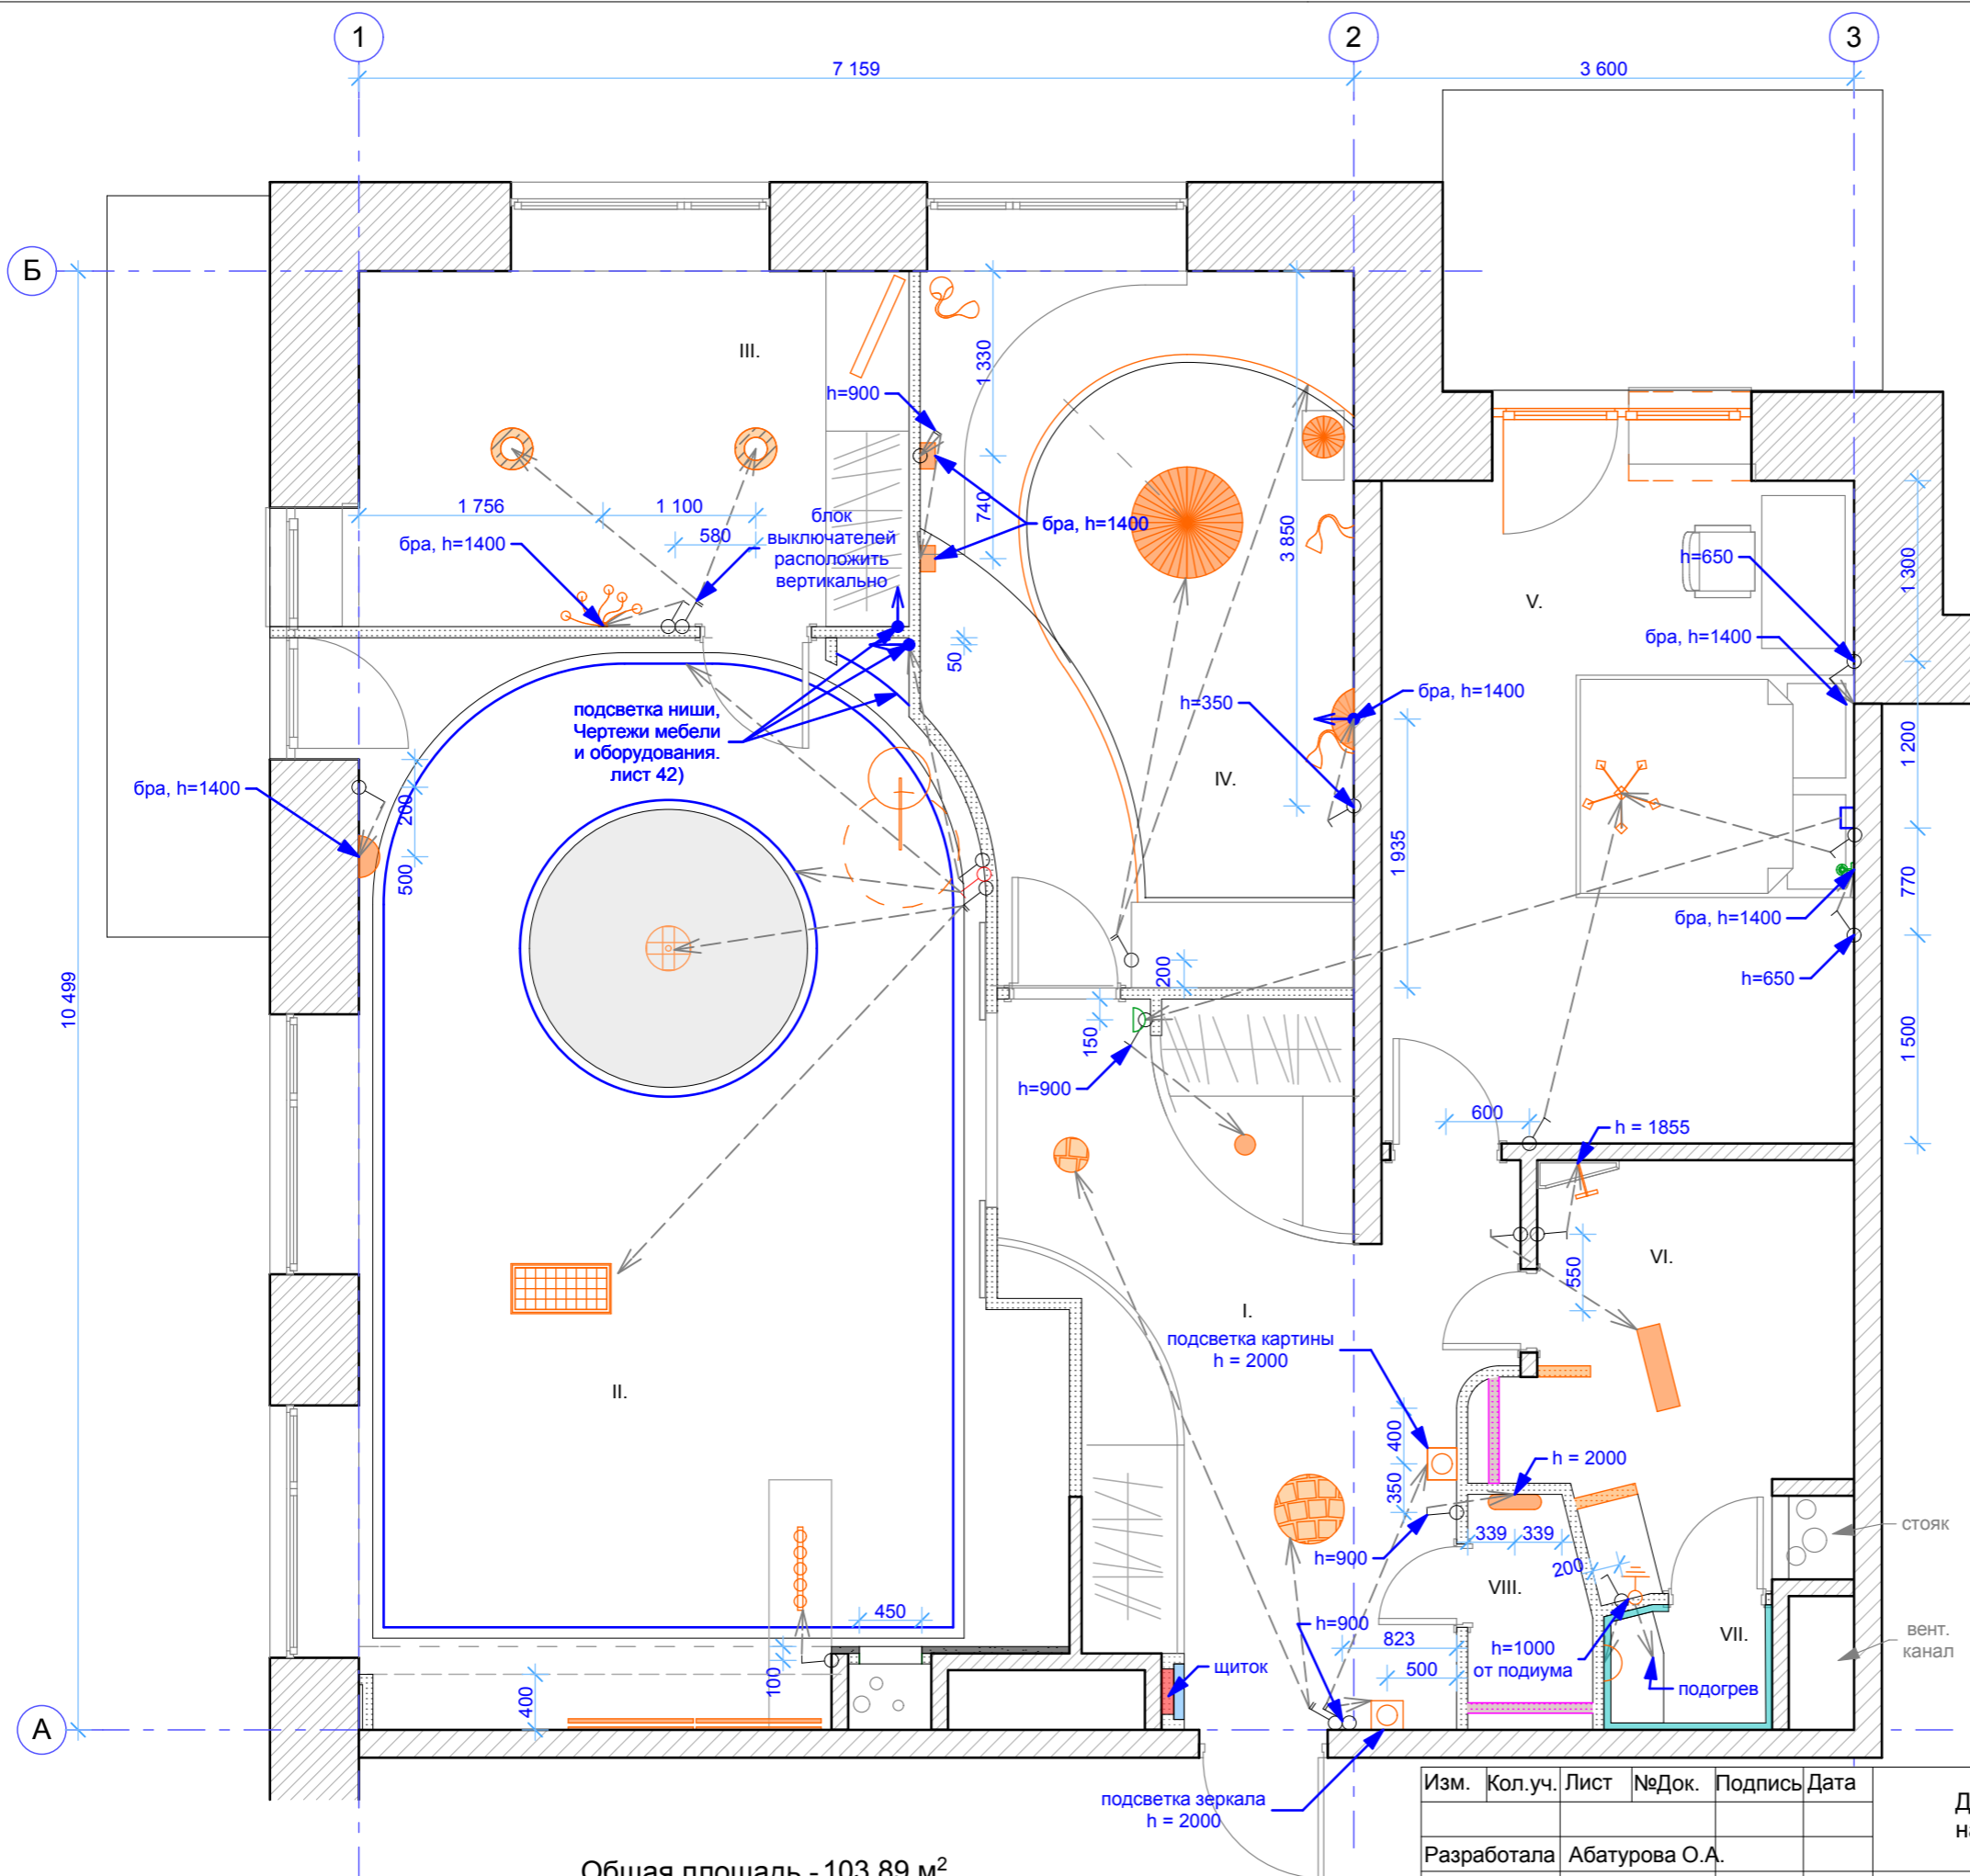 1
2
3
7 159
3 600
Б
III.
1 330
h=900
1 756
1 100
740
бра, h=1400
3 850
580
блок
выключателей
расположить
вертикально
бра, h=1400
h=650
1 300
V.
бра, h=1400
50
подсветка ниши,
Чертежи мебели
и оборудования.
лист 42)
h=350
бра, h=1400
IV.
1 200
бра, h=1400
200
500
1 935
770
бра, h=1400
h=650
10 499
200
150
h=900
1 500
600
h = 1855
VI.
550
I.
подсветка картины
h = 2000
II.
400
350
h = 2000
h=900
339
339
200
стояк
VIII.
450
h=900
823
500
h=1000
от подиума
VII.
вент.
канал
100
400
щиток
подогрев
А
подсветка зеркала
h = 2000
Изм.
Кол.уч.
Лист
№Док.
Подпись
Дата
Разработала
Абатурова О.А.
Общая площадь - 103,89 м²